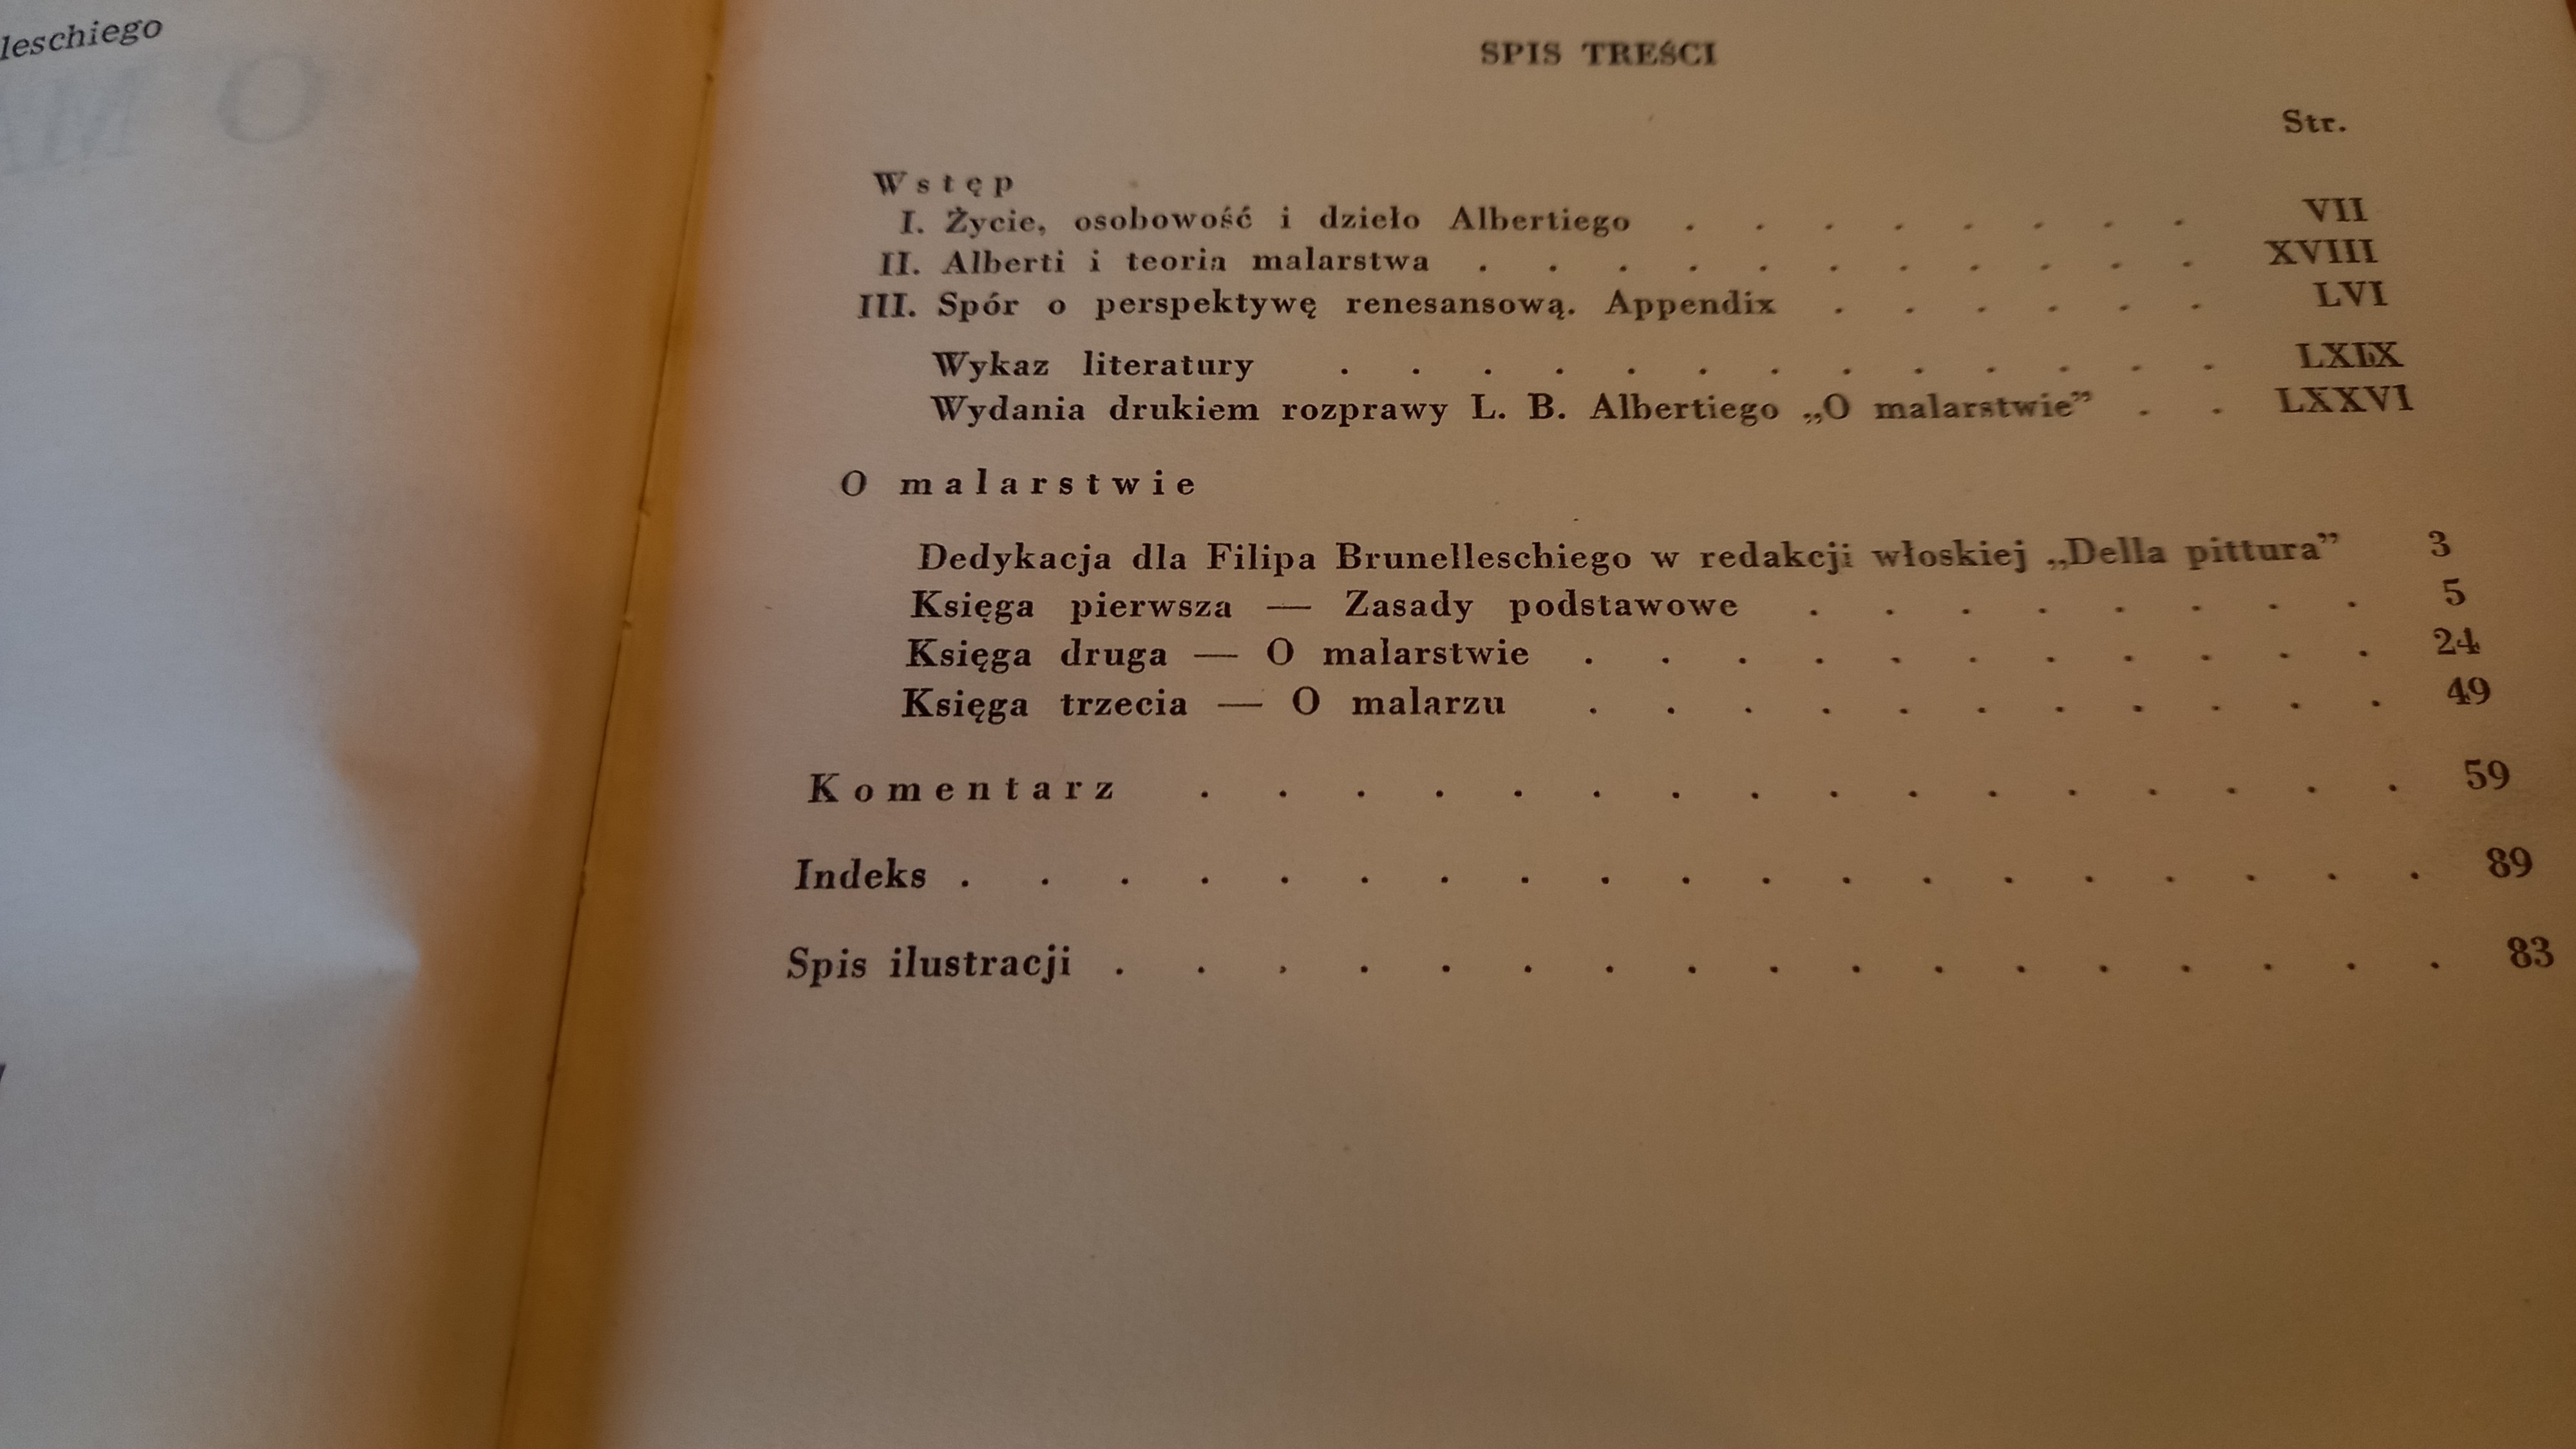 leschiego
SPIS TREŚCI
Str.
Wstęp
I. Życie, osobowość i dzieło Albertiego . . . . . . . . VII
II. Alberti i teoria malarstwa . . . . . . . . . . . XVIII
III. Spór o perspektywę renesansową. Appendix . . . . . . LVI
Wykaz literatury . . . . . . . . . . . . . LXIX
Wydania drukiem rozprawy L. B. Albertiego „O malarstwie” . . LXXVI
O malarstwie
Dedykacja dla Filipa Brunelleschiego w redakcji włoskiej „Della pittura” 3
Księga pierwsza — Zasady podstawowe . . . . . . . . 5
Księga druga — O malarstwie . . . . . . . . . . . 24
Księga trzecia — O malarzu . . . . . . . . . . . 49
Komentarz . . . . . . . . . . . . . . . . 59
Indeks . . . . . . . . . . . . . . . . . . . 89
Spis ilustracji . . . . . . . . . . . . . . . . . 83